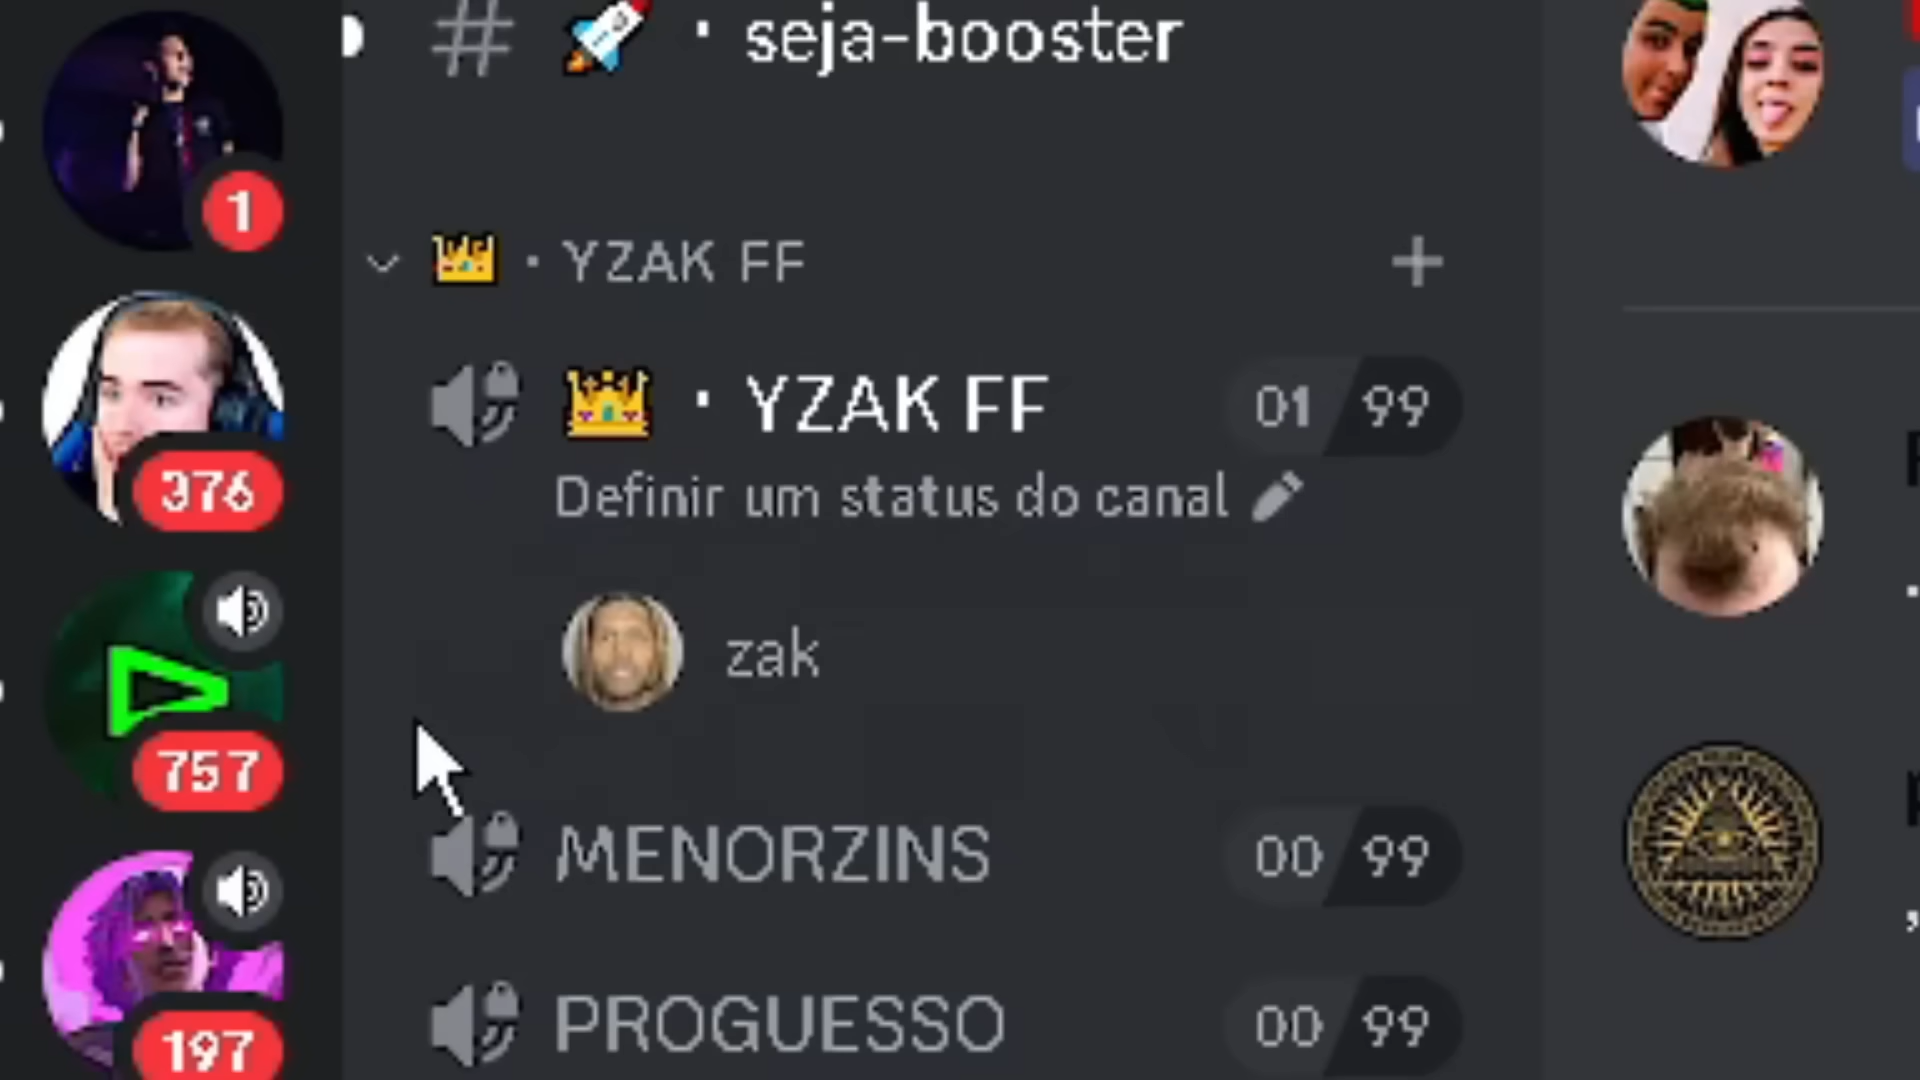 # 🚀 · seja-booster
👑 · YZAK FF +
👑 · YZAK FF 01 99
Definir um status do canal
zak
MENORZINS 00 99
PROGUESSO 00 99
1
376
757
197